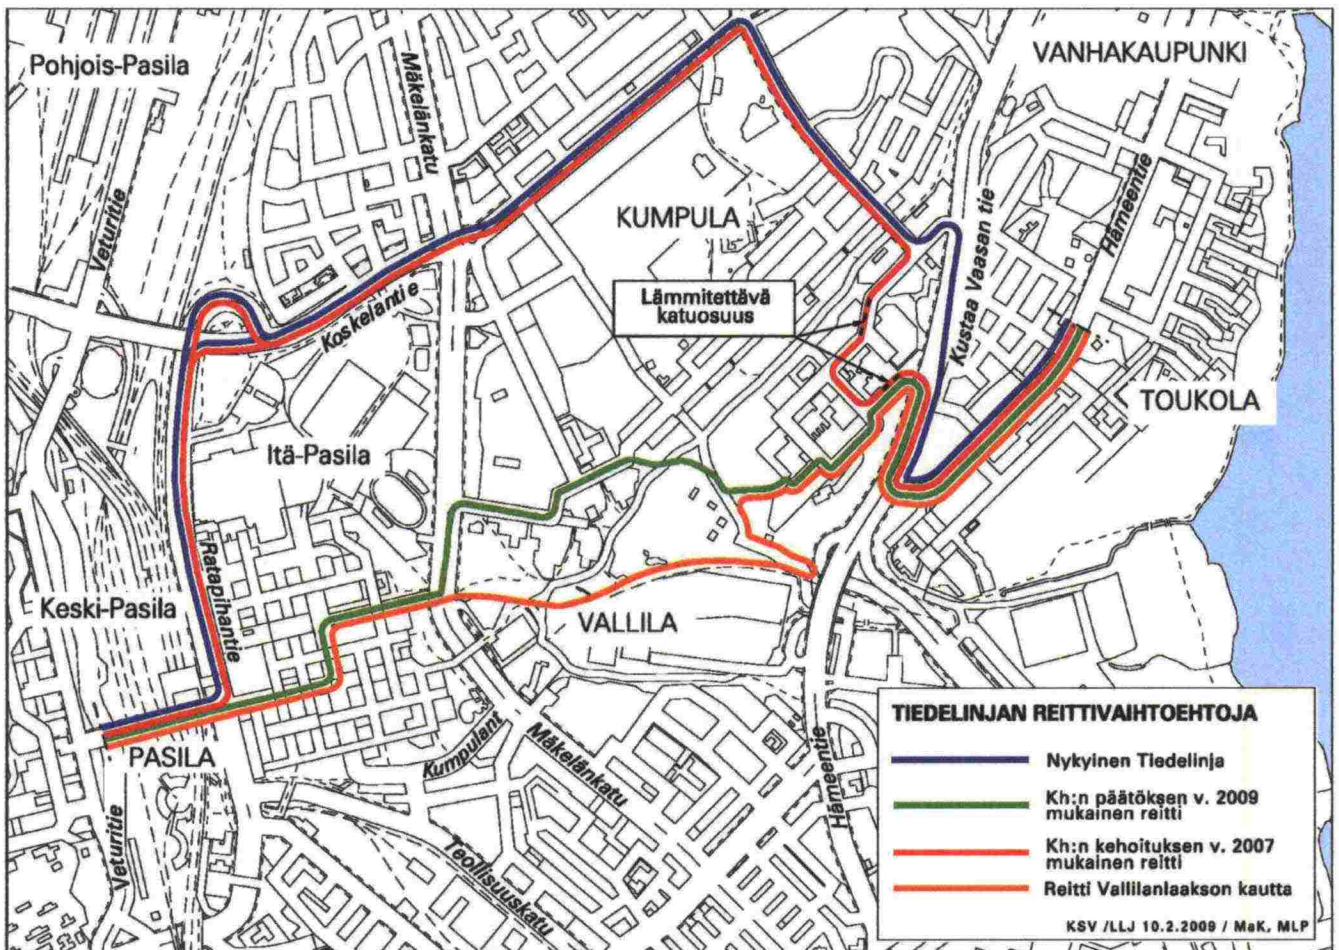 Pohjois-Pasila
Mäkelänkatu
VANHAKAUPUNKI
Veturitie
Hämeentie
KUMPULA
Kustaa Vaasan tie
Lämmitettävä
katuosuus
Koskelantie
TOUKOLA
Itä-Pasila
Ratapihantie
Keski-Pasila
VALLILA
PASILA
Kumpulant
Mäkelänkatu
Hämeentie
Veturitie
Teollisuuskatu
TIEDELINJAN REITTIVAIHTOEHTOJA
Nykyinen Tiedelinja
Kh:n päätöksen v. 2009
mukainen reitti
Kh:n kehoituksen v. 2007
mukainen reitti
Reitti Vallilanlaakson kautta
KSV /LLJ 10.2.2009 / MaK, MLP